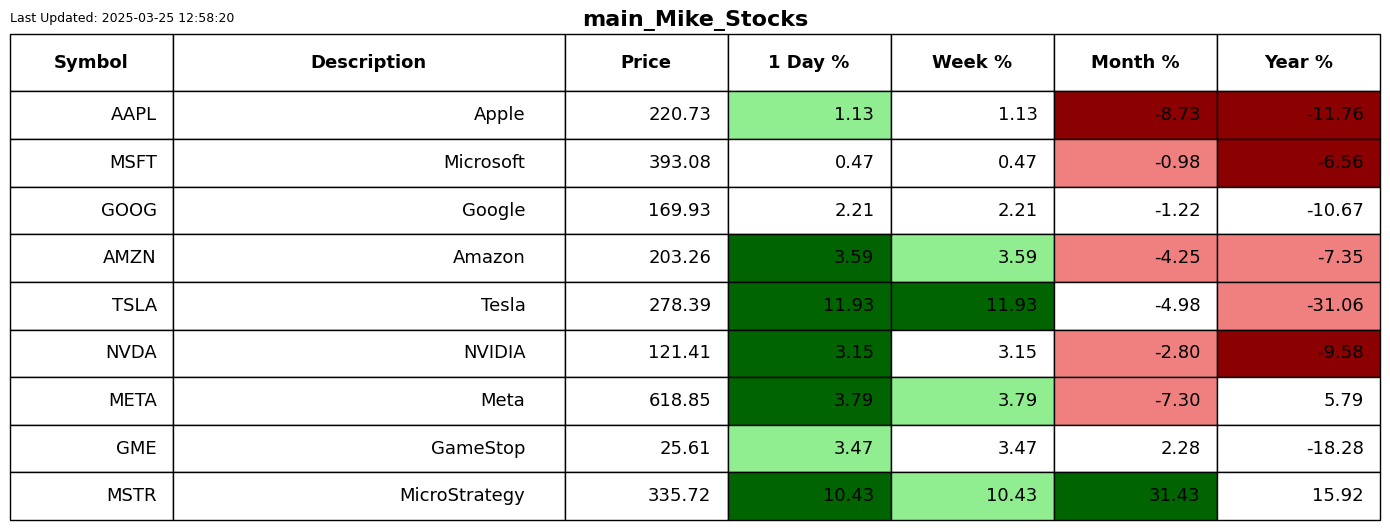 Last Updated: 2025-03-25 12:58:20
main_Mike_Stocks
Symbol Description Price 1 Day % Week % Month % Year %
AAPL Apple 220.73 1.13 1.13 -8.73 -11.76
MSFT Microsoft 393.08 0.47 0.47 -0.98 -6.56
GOOG Google 169.93 2.21 2.21 -1.22 -10.67
AMZN Amazon 203.26 3.59 3.59 -4.25 -7.35
TSLA Tesla 278.39 11.93 11.93 -4.98 -31.06
NVDA NVIDIA 121.41 3.15 3.15 -2.80 -9.58
META Meta 618.85 3.79 3.79 -7.30 5.79
GME GameStop 25.61 3.47 3.47 2.28 -18.28
MSTR MicroStrategy 335.72 10.43 10.43 31.43 15.92